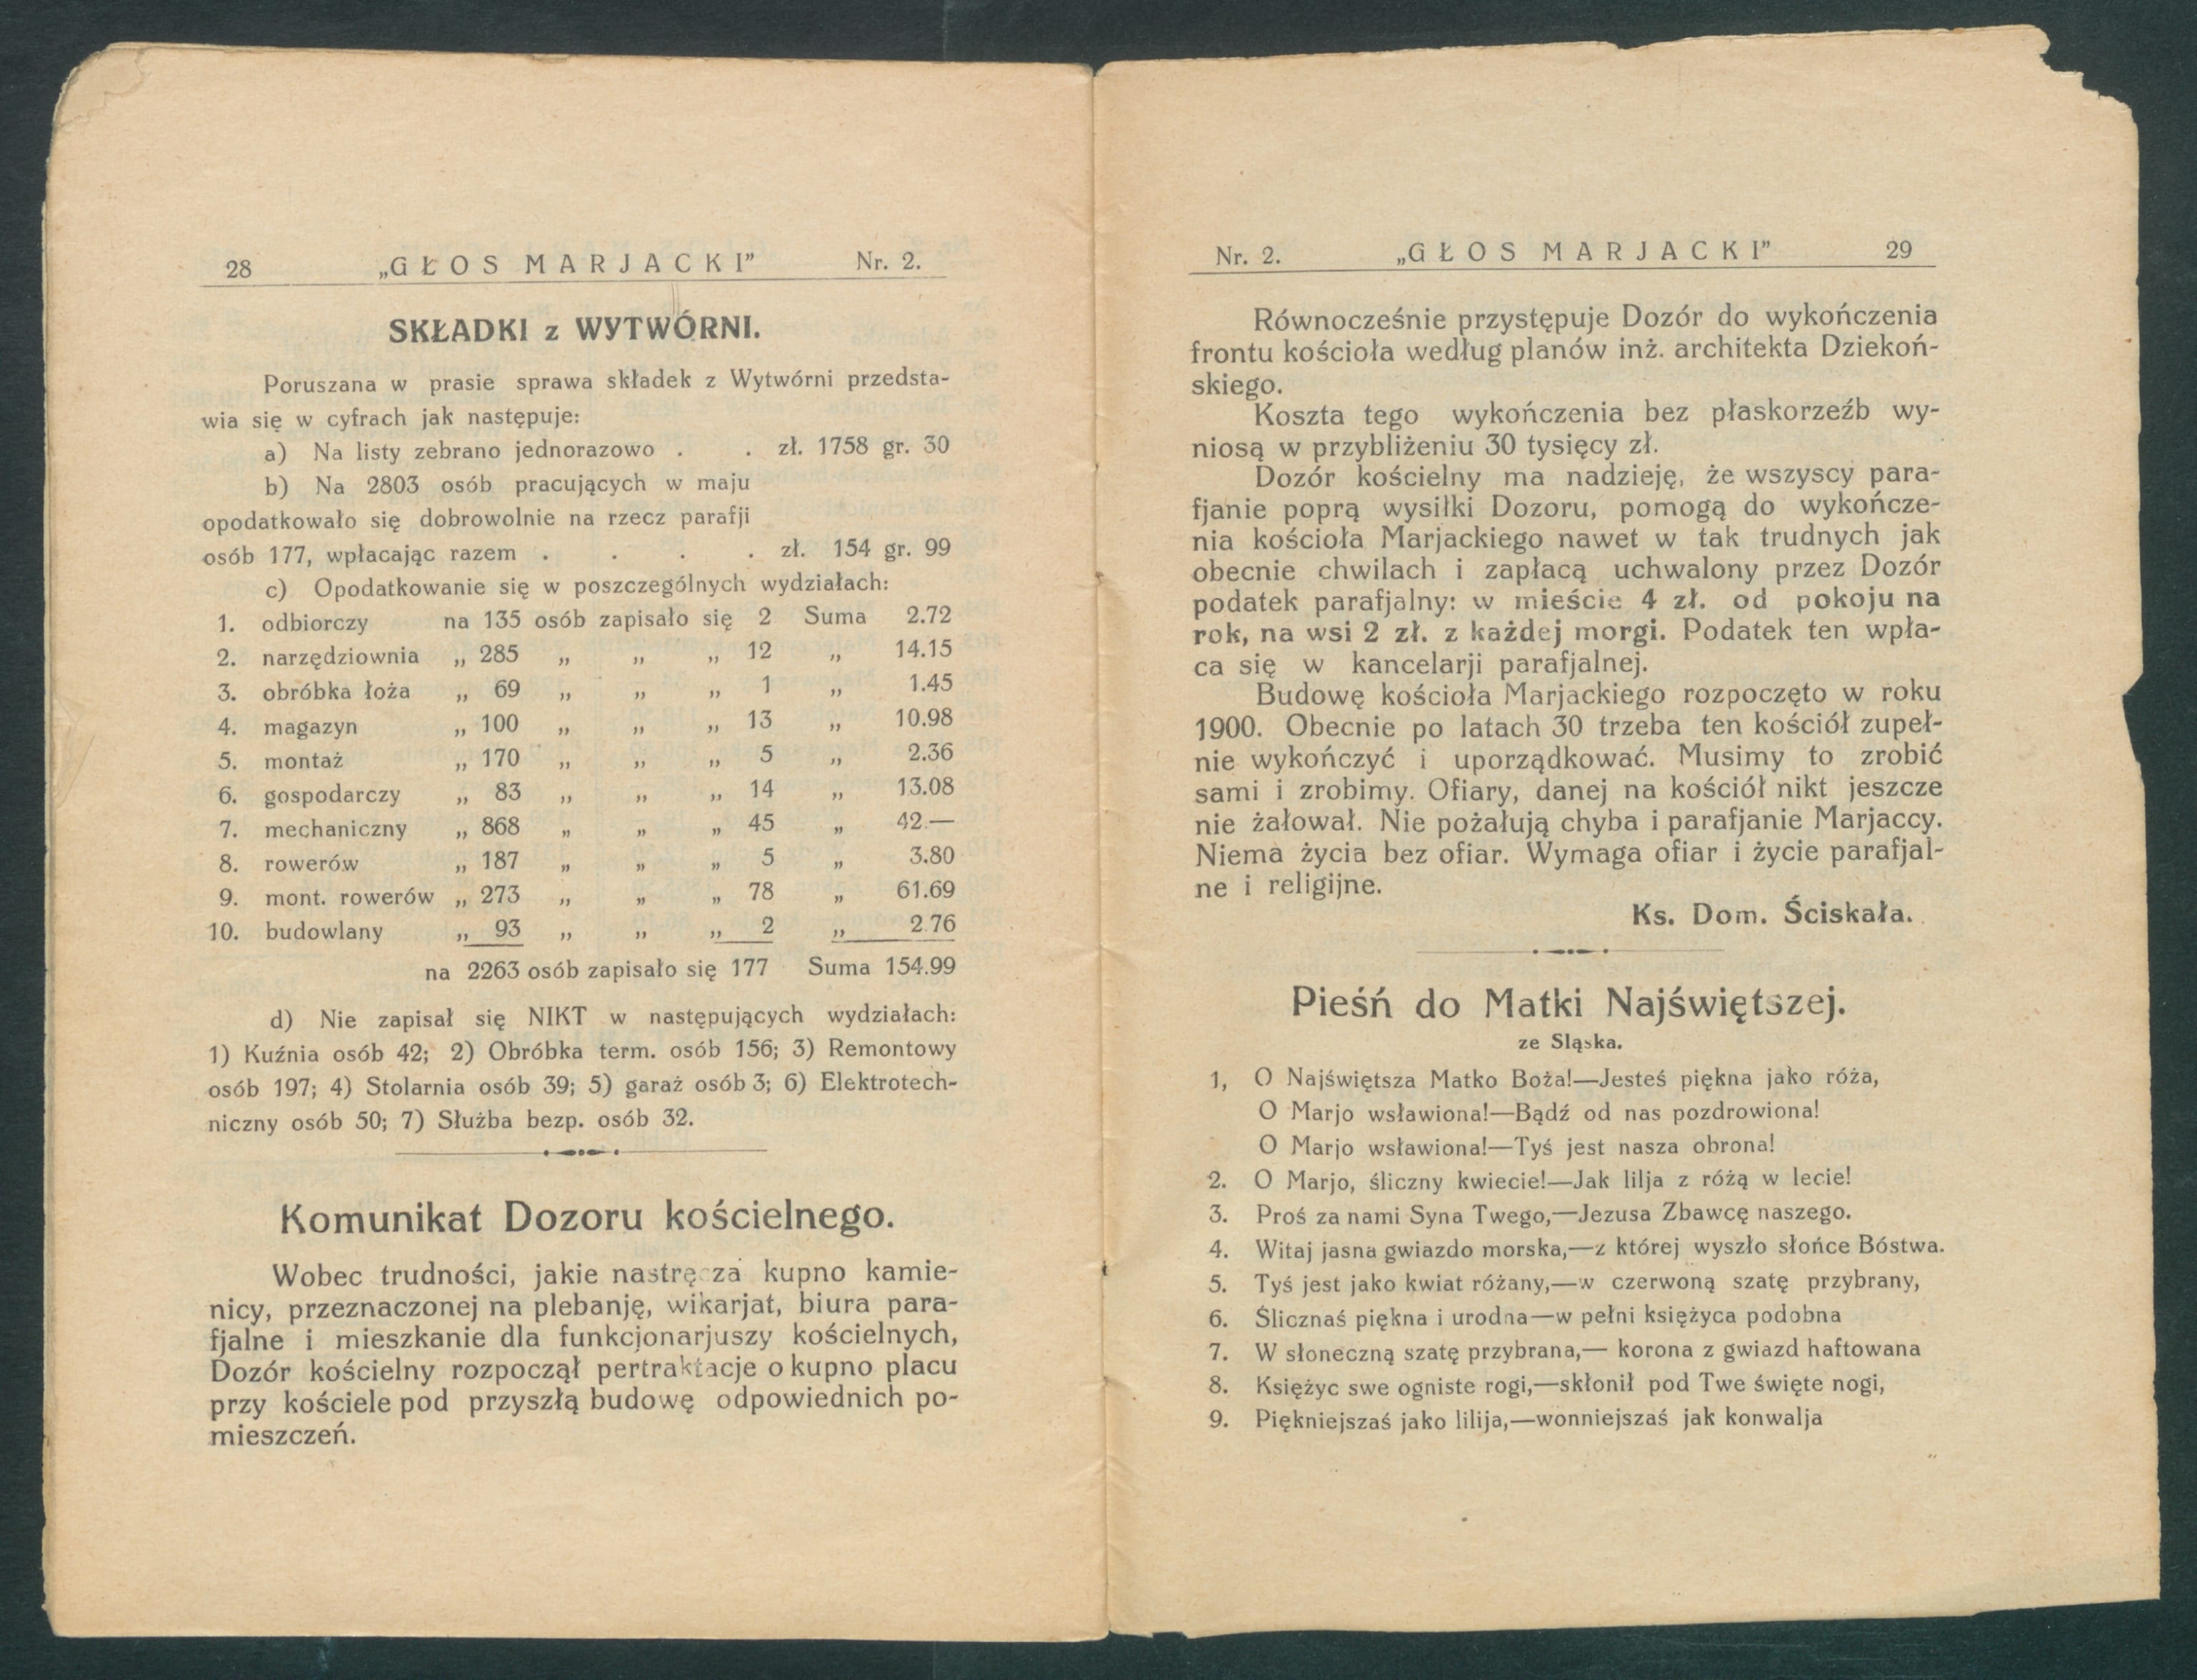 28 „GŁOS MARJACKI” Nr. 2.
SKŁADKI z WYTWÓRNI.
Poruszana w prasie sprawa składek z Wytwórni przedsta-
wia się w cyfrach jak następuje:
a) Na listy zebrano jednorazowo . . zł. 1758 gr. 30
b) Na 2803 osób pracujących w maju
opodatkowało się dobrowolnie na rzecz parafji
osób 177, wpłacając razem . . . . zł. 154 gr. 99
c) Opodatkowanie się w poszczególnych wydziałach:
1. odbiorczy na 135 osób zapisało się 2 Suma 2.72
2. narzędziownia „ 285 „ „ „ 12 „ 14.15
3. obróbka łoża „ 69 „ „ „ 1 „ 1.45
4. magazyn „ 100 „ „ „ 13 „ 10.98
5. montaż „ 170 „ „ „ 5 „ 2.36
6. gospodarczy „ 83 „ „ „ 14 „ 13.08
7. mechaniczny „ 868 „ „ „ 45 „ 42.—
8. rowerów „ 187 „ „ „ 5 „ 3.80
9. mont. rowerów „ 273 „ „ „ 78 „ 61.69
10. budowlany „ 93 „ „ „ 2 „ 2.76
na 2263 osób zapisało się 177 Suma 154.99
d) Nie zapisał się NIKT w następujących wydziałach:
1) Kuźnia osób 42; 2) Obróbka term. osób 156; 3) Remontowy
osób 197; 4) Stolarnia osób 39; 5) garaż osób 3; 6) Elektrotech-
niczny osób 50; 7) Służba bezp. osób 32.
Komunikat Dozoru kościelnego.
Wobec trudności, jakie nastręcza kupno kamie-
nicy, przeznaczonej na plebanję, wikarjat, biura para-
fjalne i mieszkanie dla funkcjonarjuszy kościelnych,
Dozór kościelny rozpoczął pertraktacje o kupno placu
przy kościele pod przyszłą budowę odpowiednich po-
mieszczeń.
Nr. 2. „GŁOS MARJACKI” 29
Równocześnie przystępuje Dozór do wykończenia
frontu kościoła według planów inż. architekta Dziekoń-
skiego.
Koszta tego wykończenia bez płaskorzeźb wy-
niosą w przybliżeniu 30 tysięcy zł.
Dozór kościelny ma nadzieję, że wszyscy para-
fjanie poprą wysiłki Dozoru, pomogą do wykończe-
nia kościoła Marjackiego nawet w tak trudnych jak
obecnie chwilach i zapłacą uchwalony przez Dozór
podatek parafjalny: w mieście 4 zł. od pokoju na
rok, na wsi 2 zł. z każdej morgi. Podatek ten wpła-
ca się w kancelarji parafjalnej.
Budowę kościoła Marjackiego rozpoczęto w roku
1900. Obecnie po latach 30 trzeba ten kościół zupeł-
nie wykończyć i uporządkować. Musimy to zrobić
sami i zrobimy. Ofiary, danej na kościół nikt jeszcze
nie żałował. Nie pożałują chyba i parafjanie Marjaccy.
Niema życia bez ofiar. Wymaga ofiar i życie parafjal-
ne i religijne.
Ks. Dom. Ściskała.
Pieśń do Matki Najświętszej.
ze Sląska.
1, O Najświętsza Matko Boża!—Jesteś piękna jako róża,
O Marjo wsławiona!—Bądź od nas pozdrowiona!
O Marjo wsławiona!—Tyś jest nasza obrona!
2. O Marjo, śliczny kwiecie!—Jak lilja z różą w lecie!
3. Proś za nami Syna Twego,—Jezusa Zbawcę naszego.
4. Witaj jasna gwiazdo morska,—z której wyszło słońce Bóstwa.
5. Tyś jest jako kwiat różany,—w czerwoną szatę przybrany,
6. Ślicznaś piękna i urodna—w pełni księżyca podobna
7. W słoneczną szatę przybrana,— korona z gwiazd haftowana
8. Księżyc swe ogniste rogi,—skłonił pod Twe święte nogi,
9. Piękniejszaś jako lilija,—wonniejszaś jak konwalja